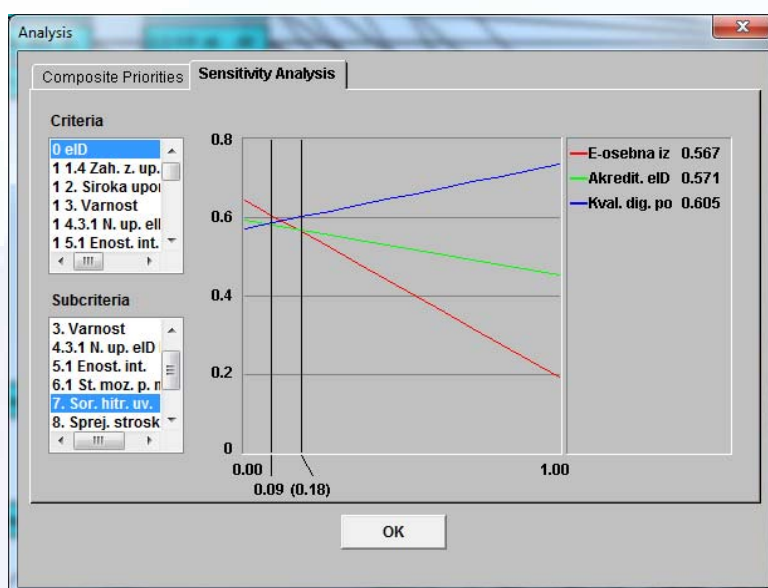 Analysis
Composite Priorities
Sensitivity Analysis
Criteria
0 eID
1 1.4 Zah. z. up.
1 2. Siroka upor
1 3. Varnost
1 4.3.1 N. up. eII
1 5.1 Enost. int.
Subcriteria
3. Varnost
4.3.1 N. up. eID
5.1 Enost. int.
6.1 St. moz. p. n
7. Sor. hitr. uv.
8. Sprej. strosk
0.8
0.6
0.4
0.2
0
0.00
1.00
0.09 (0.18)
E-osebna iz 0.567
Akredit. eID 0.571
Kval. dig. po 0.605
OK